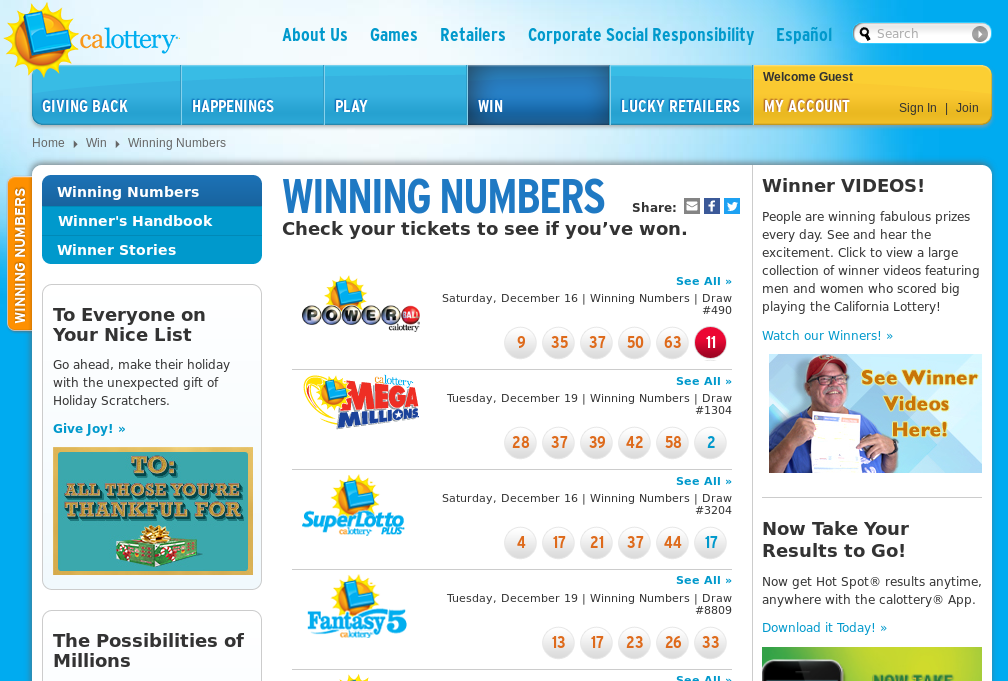 calottery
About Us
Games
Retailers
Corporate Social Responsibility
Español
Search
GIVING BACK
HAPPENINGS
PLAY
WIN
LUCKY RETAILERS
Welcome Guest
MY ACCOUNT
Sign In | Join
Home
Win
Winning Numbers
WINNING NUMBERS
Winning Numbers
Winner's Handbook
Winner Stories
To Everyone on
Your Nice List
Go ahead, make their holiday
with the unexpected gift of
Holiday Scratchers.
Give Joy! »
TO:
ALL THOSE YOU'RE
THANKFUL FOR
The Possibilities of
Millions
WINNING NUMBERS
Share:
Check your tickets to see if you’ve won.
See All »
POWERBALL
calottery
Saturday, December 16 | Winning Numbers | Draw
#490
9 35 37 50 63 11
See All »
calottery
MEGA
MILLIONS
Tuesday, December 19 | Winning Numbers | Draw
#1304
28 37 39 42 58 2
See All »
SuperLotto
PLUS
calottery
Saturday, December 16 | Winning Numbers | Draw
#3204
4 17 21 37 44 17
See All »
Fantasy 5
calottery
Tuesday, December 19 | Winning Numbers | Draw
#8809
13 17 23 26 33
See All »
Winner VIDEOS!
People are winning fabulous prizes
every day. See and hear the
excitement. Click to view a large
collection of winner videos featuring
men and women who scored big
playing the California Lottery!
Watch our Winners! »
See Winner
Videos
Here!
Now Take Your
Results to Go!
Now get Hot Spot® results anytime,
anywhere with the calottery® App.
Download it Today! »
NOW TAKE